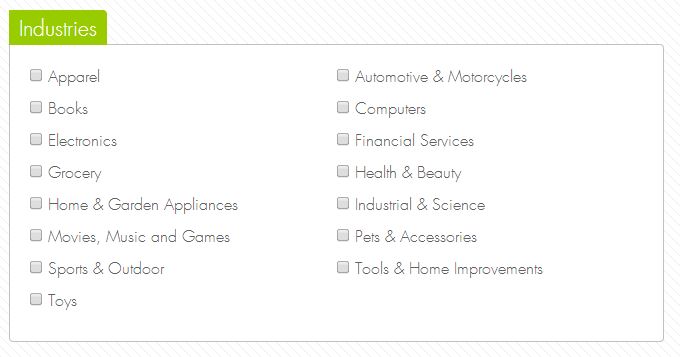 Industries
Apparel
Automotive & Motorcycles
Books
Computers
Electronics
Financial Services
Grocery
Health & Beauty
Home & Garden Appliances
Industrial & Science
Movies, Music and Games
Pets & Accessories
Sports & Outdoor
Tools & Home Improvements
Toys